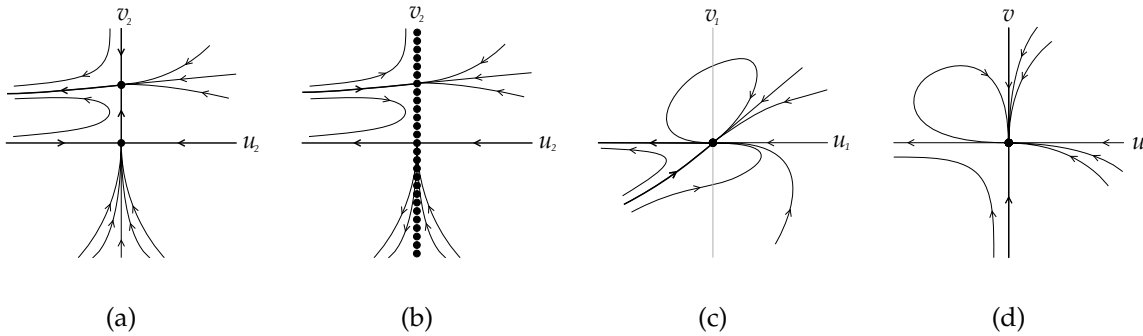 v₂ v₂ v₁ v
u₂ u₂ u₁ u
(a) (b) (c) (d)